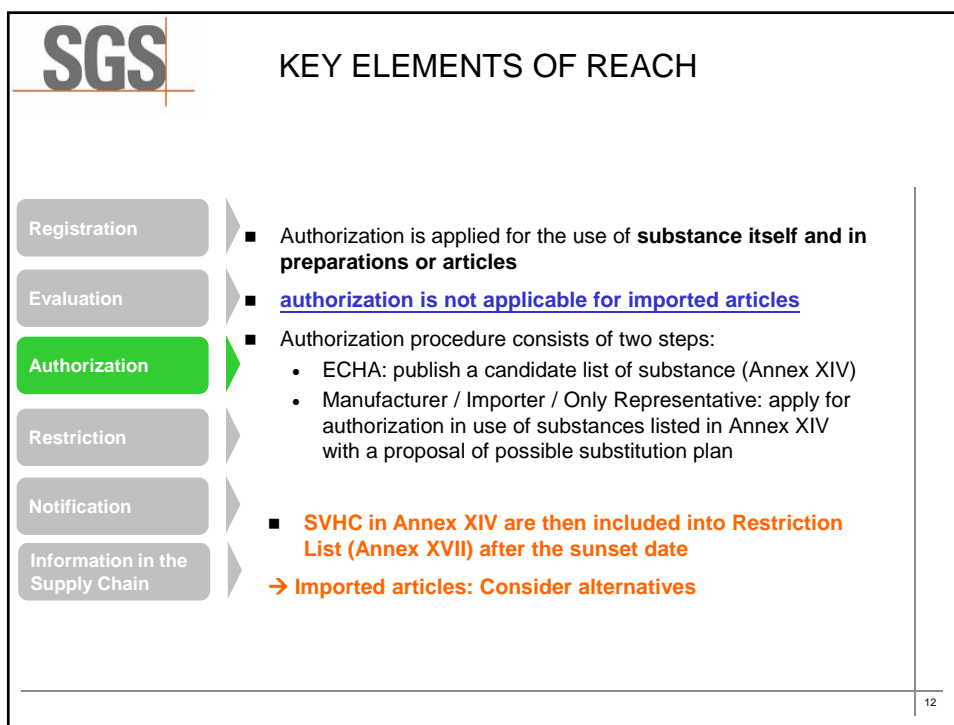 SGS
KEY ELEMENTS OF REACH
Registration
Evaluation
Authorization
Restriction
Notification
Information in the
Supply Chain
■ Authorization is applied for the use of substance itself and in
preparations or articles
■ authorization is not applicable for imported articles
■ Authorization procedure consists of two steps:
• ECHA: publish a candidate list of substance (Annex XIV)
• Manufacturer / Importer / Only Representative: apply for
authorization in use of substances listed in Annex XIV
with a proposal of possible substitution plan
■ SVHC in Annex XIV are then included into Restriction
List (Annex XVII) after the sunset date
→ Imported articles: Consider alternatives
12